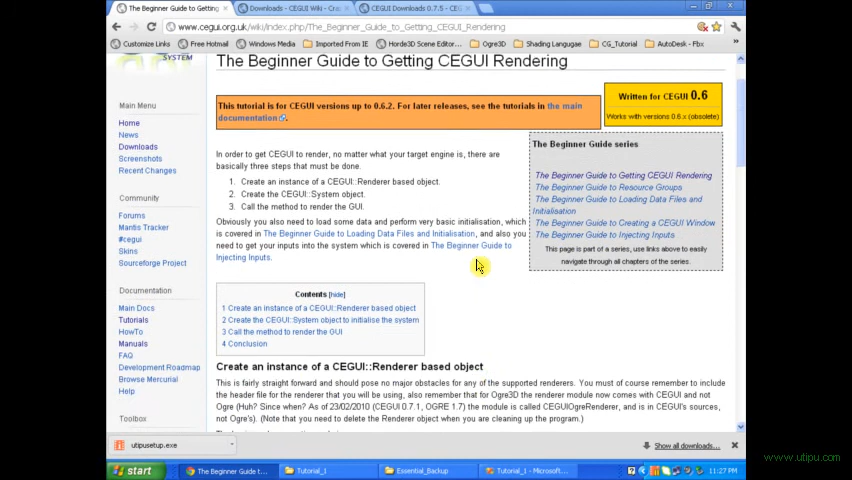 The Beginner Guide to Getting
Downloads - CEGUI Wiki - Cra
CEGUI Downloads 0.7.5 - CEG
www.cegui.org.uk/wiki/index.php/The_Beginner_Guide_to_Getting_CEGUI_Rendering
Customize Links Free Hotmail Windows Media Imported From IE Horde3D Scene Editor... Ogre3D Shading Langugae CG_Tutorial AutoDesk - Fbx
SYSTEM
Main Menu
Home
News
Downloads
Screenshots
Recent Changes
Community
Forums
Mantis Tracker
#cegui
Skins
Sourceforge Project
Documentation
Main Docs
Tutorials
HowTo
Manuals
FAQ
Development Roadmap
Browse Mercurial
Help
Toolbox
The Beginner Guide to Getting CEGUI Rendering
This tutorial is for CEGUI versions up to 0.6.2. For later releases, see the tutorials in the main
documentation.
Written for CEGUI 0.6
Works with versions 0.6.x (obsolete)
The Beginner Guide series
The Beginner Guide to Getting CEGUI Rendering
The Beginner Guide to Resource Groups
The Beginner Guide to Loading Data Files and
Initialisation
The Beginner Guide to Creating a CEGUI Window
The Beginner Guide to Injecting Inputs
This page is part of a series, use links above to easily
navigate through all chapters of the series.
In order to get CEGUI to render, no matter what your target engine is, there are
basically three steps that must be done.
1. Create an instance of a CEGUI::Renderer based object.
2. Create the CEGUI::System object.
3. Call the method to render the GUI.
Obviously you also need to load some data and perform very basic initialisation, which
is covered in The Beginner Guide to Loading Data Files and Initialisation, and also you
need to get your inputs into the system which is covered in The Beginner Guide to
Injecting Inputs.
Contents [hide]
1 Create an instance of a CEGUI::Renderer based object
2 Create the CEGUI::System object to initialise the system
3 Call the method to render the GUI
4 Conclusion
Create an instance of a CEGUI::Renderer based object
This is fairly straight forward and should pose no major obstacles for any of the supported renderers. You must of course remember to
include the header file for the renderer that you will be using, also remember that for Ogre3D the renderer module now comes with CEGUI and not
Ogre (Huh? Since when? As of 23/02/2010 (CEGUI 0.7.1, OGRE 1.7) the module is called CEGUIOgreRenderer, and is in CEGUI's sources,
not Ogre's). (Note that you need to delete the Renderer object when you are cleaning up the program.)
utipusetup.exe
Show all downloads...
start
The Beginner Guide t...
Tutorial_1
Essential_Backup
Tutorial_1 - Microsoft...
11:27 PM
www.utipu.com